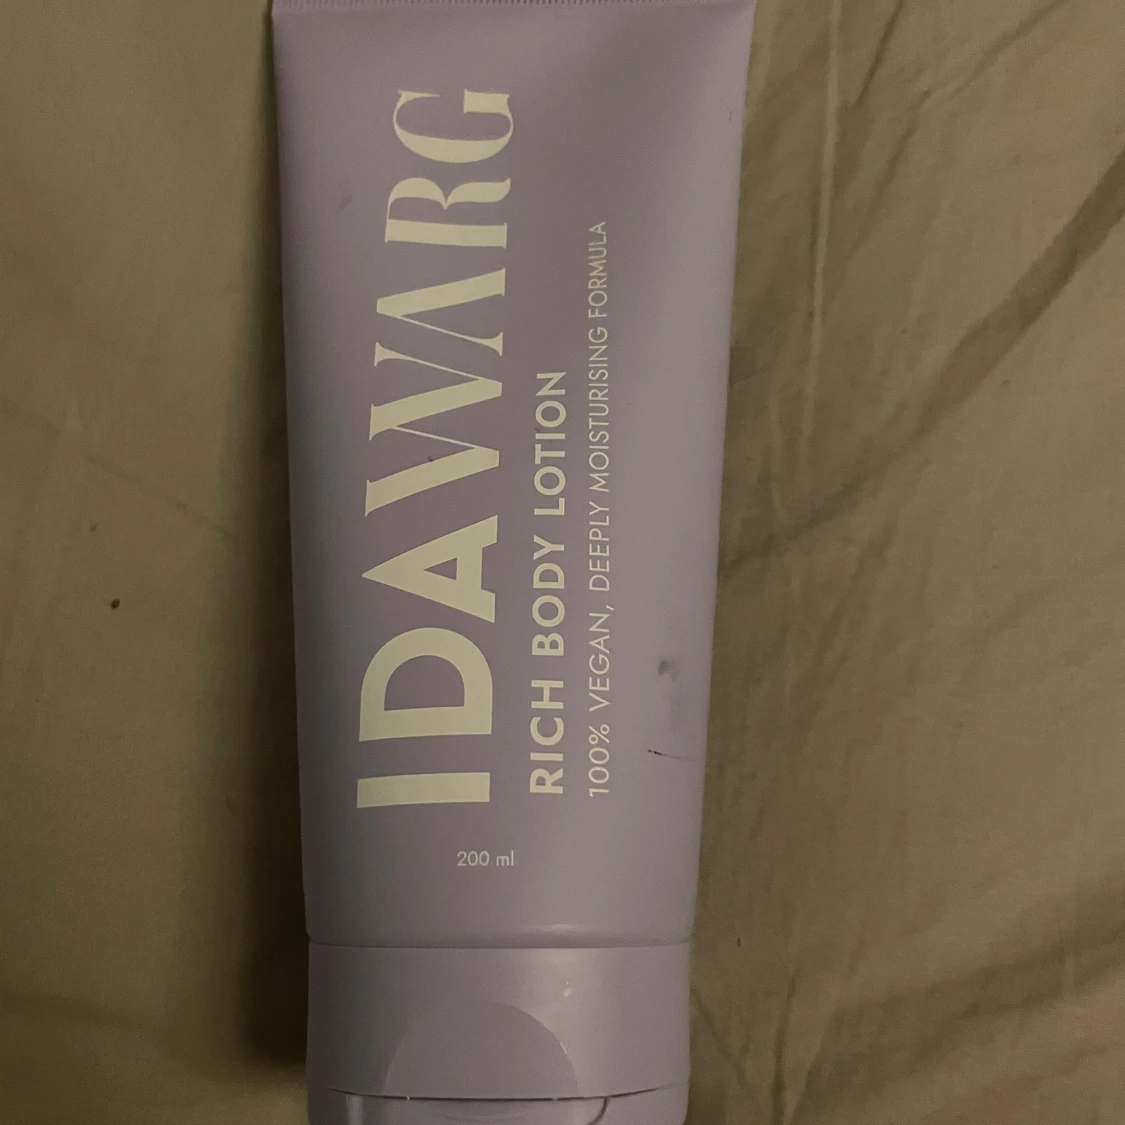 IDAWARG
RICH BODY LOTION
100% VEGAN, DEEPLY MOISTURISING FORMULA
200 ml